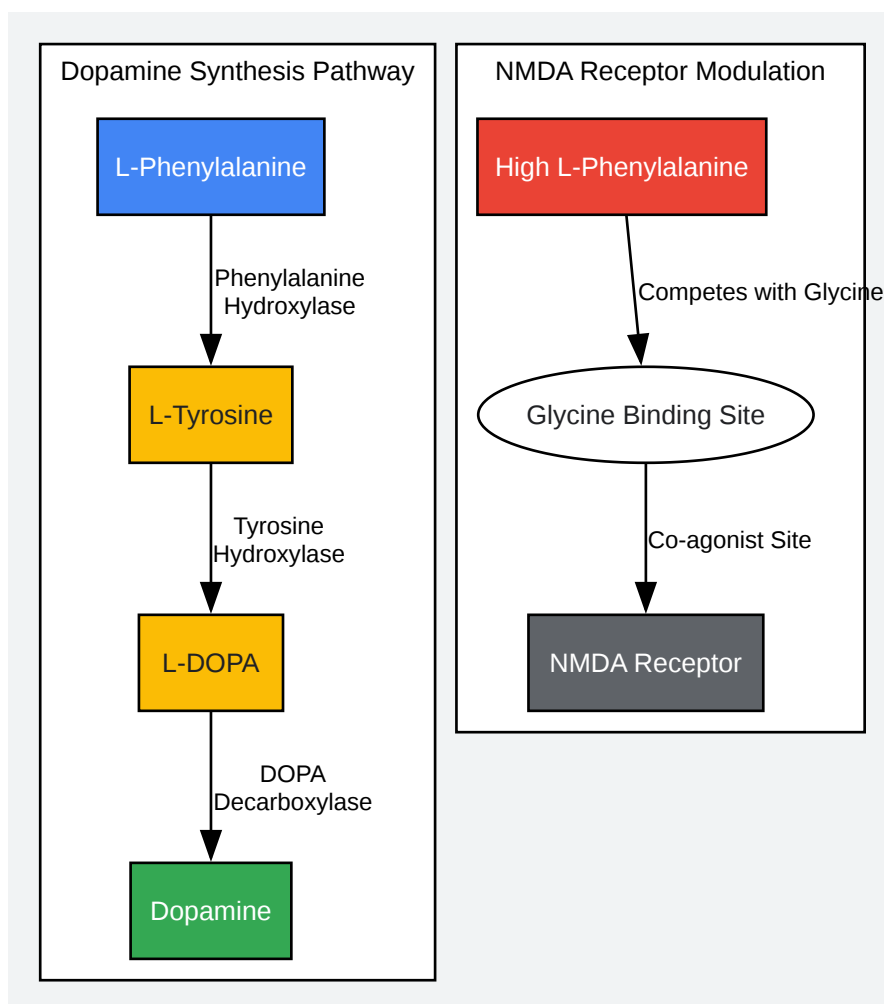 Dopamine Synthesis Pathway
L-Phenylalanine
Phenylalanine
Hydroxylase
L-Tyrosine
Tyrosine
Hydroxylase
L-DOPA
DOPA
Decarboxylase
Dopamine
NMDA Receptor Modulation
High L-Phenylalanine
Competes with Glycine
Glycine Binding Site
Co-agonist Site
NMDA Receptor